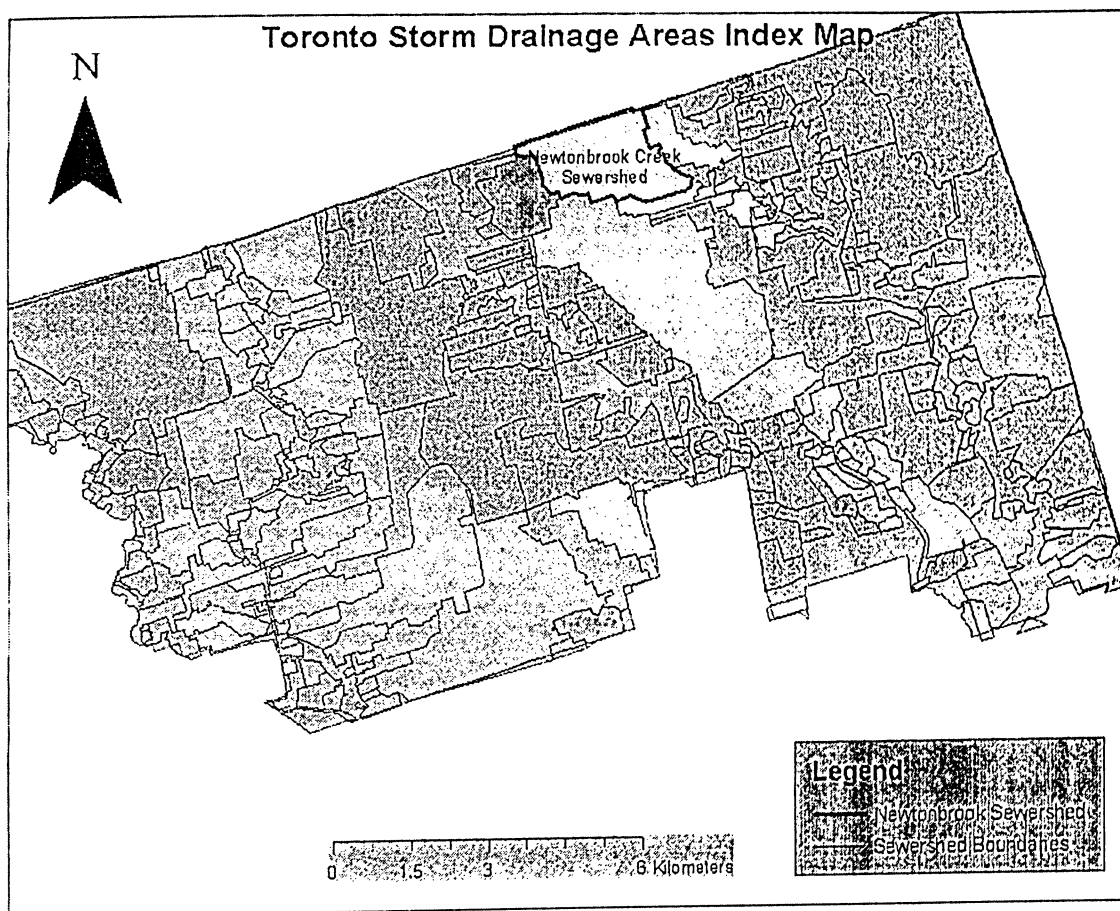 Toronto Storm Drainage Areas Index Map
N
Newtonbrook Creek
Sewershed
Legend
Newtonbrook Sewershed
Sewershed Boundaries
0 1.5 3 6 Kilometers